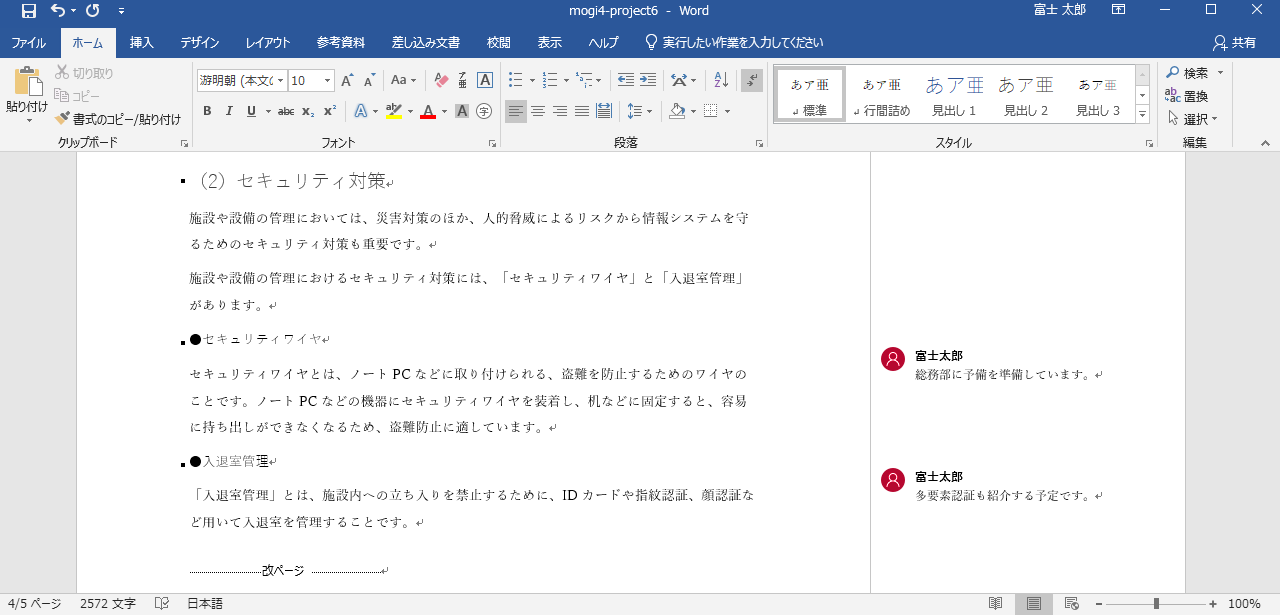 mogi4-project6 - Word
富士 太郎
ファイル ホーム 挿入 デザイン レイアウト 参考資料 差し込み文書 校閲 表示 ヘルプ 実行したい作業を入力してください 共有
貼り付け
切り取り
コピー
書式のコピー/貼り付け
クリップボード
游明朝 (本文の 10
Aa
B I U abc x₂ x²
フォント
段落
あア亜 あア亜 あア亜 あア亜 あア亜
標準 行間詰め 見出し 1 見出し 2 見出し 3
スタイル
検索
置換
選択
編集
（2）セキュリティ対策
施設や設備の管理においては、災害対策のほか、人的脅威によるリスクから情報システムを守
るためのセキュリティ対策も重要です。
施設や設備の管理におけるセキュリティ対策には、「セキュリティワイヤ」と「入退室管理」
があります。
●セキュリティワイヤ
セキュリティワイヤとは、ノート PC などに取り付けられる、盗難を防止するためのワイヤの
ことです。ノート PC などの機器にセキュリティワイヤを装着し、机などに固定すると、容易
に持ち出しができなくなるため、盗難防止に適しています。
●入退室管理
「入退室管理」とは、施設内への立ち入りを禁止するために、ID カードや指紋認証、顔認証な
ど用いて入退室を管理することです。
改ページ
富士太郎
総務部に予備を準備しています。
富士太郎
多要素認証も紹介する予定です。
4/5 ページ 2572 文字 日本語 100%